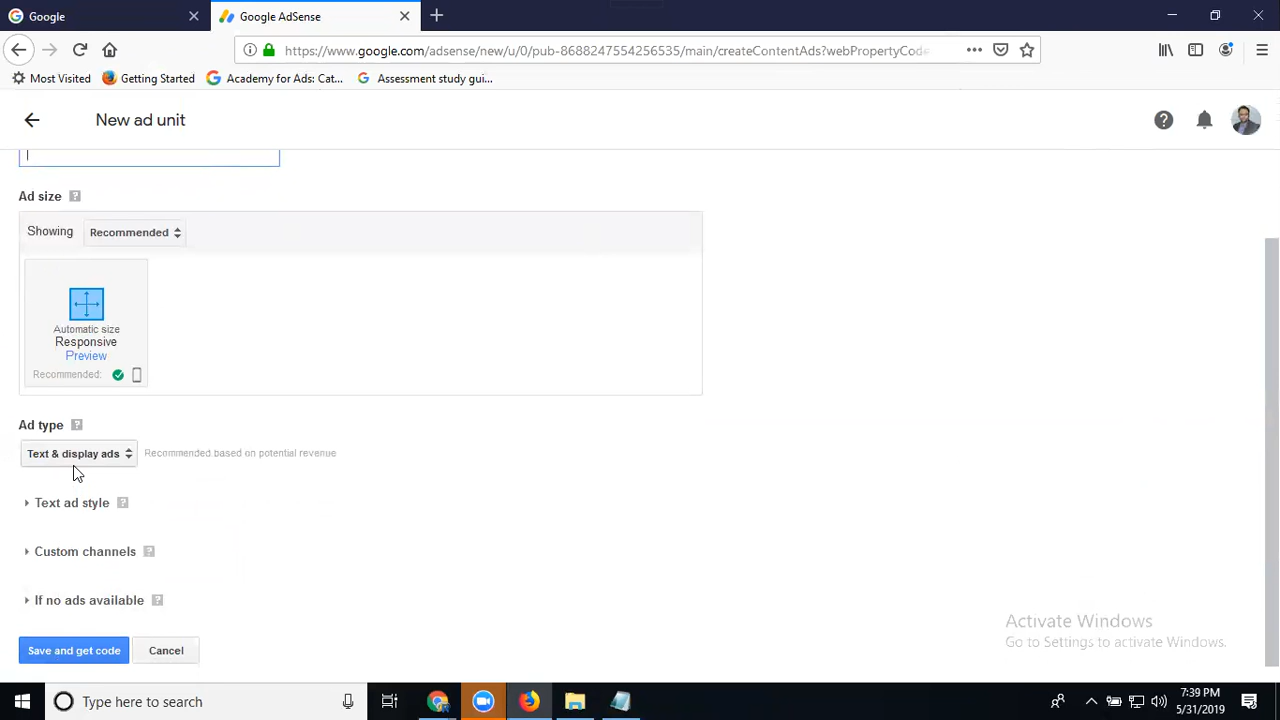 Google
Google AdSense
https://www.google.com/adsense/new/u/0/pub-8688247554256535/main/createContentAds?webPropertyCode
Most Visited
Getting Started
Academy for Ads: Cat...
Assessment study gui...
New ad unit
Ad size ?
Showing Recommended
Automatic size
Responsive
Preview
Recommended:
Ad type ?
Text & display ads Recommended based on potential revenue
Text ad style ?
Custom channels ?
If no ads available ?
Save and get code Cancel
Activate Windows
Go to Settings to activate Windows.
Type here to search
7:39 PM
5/31/2019